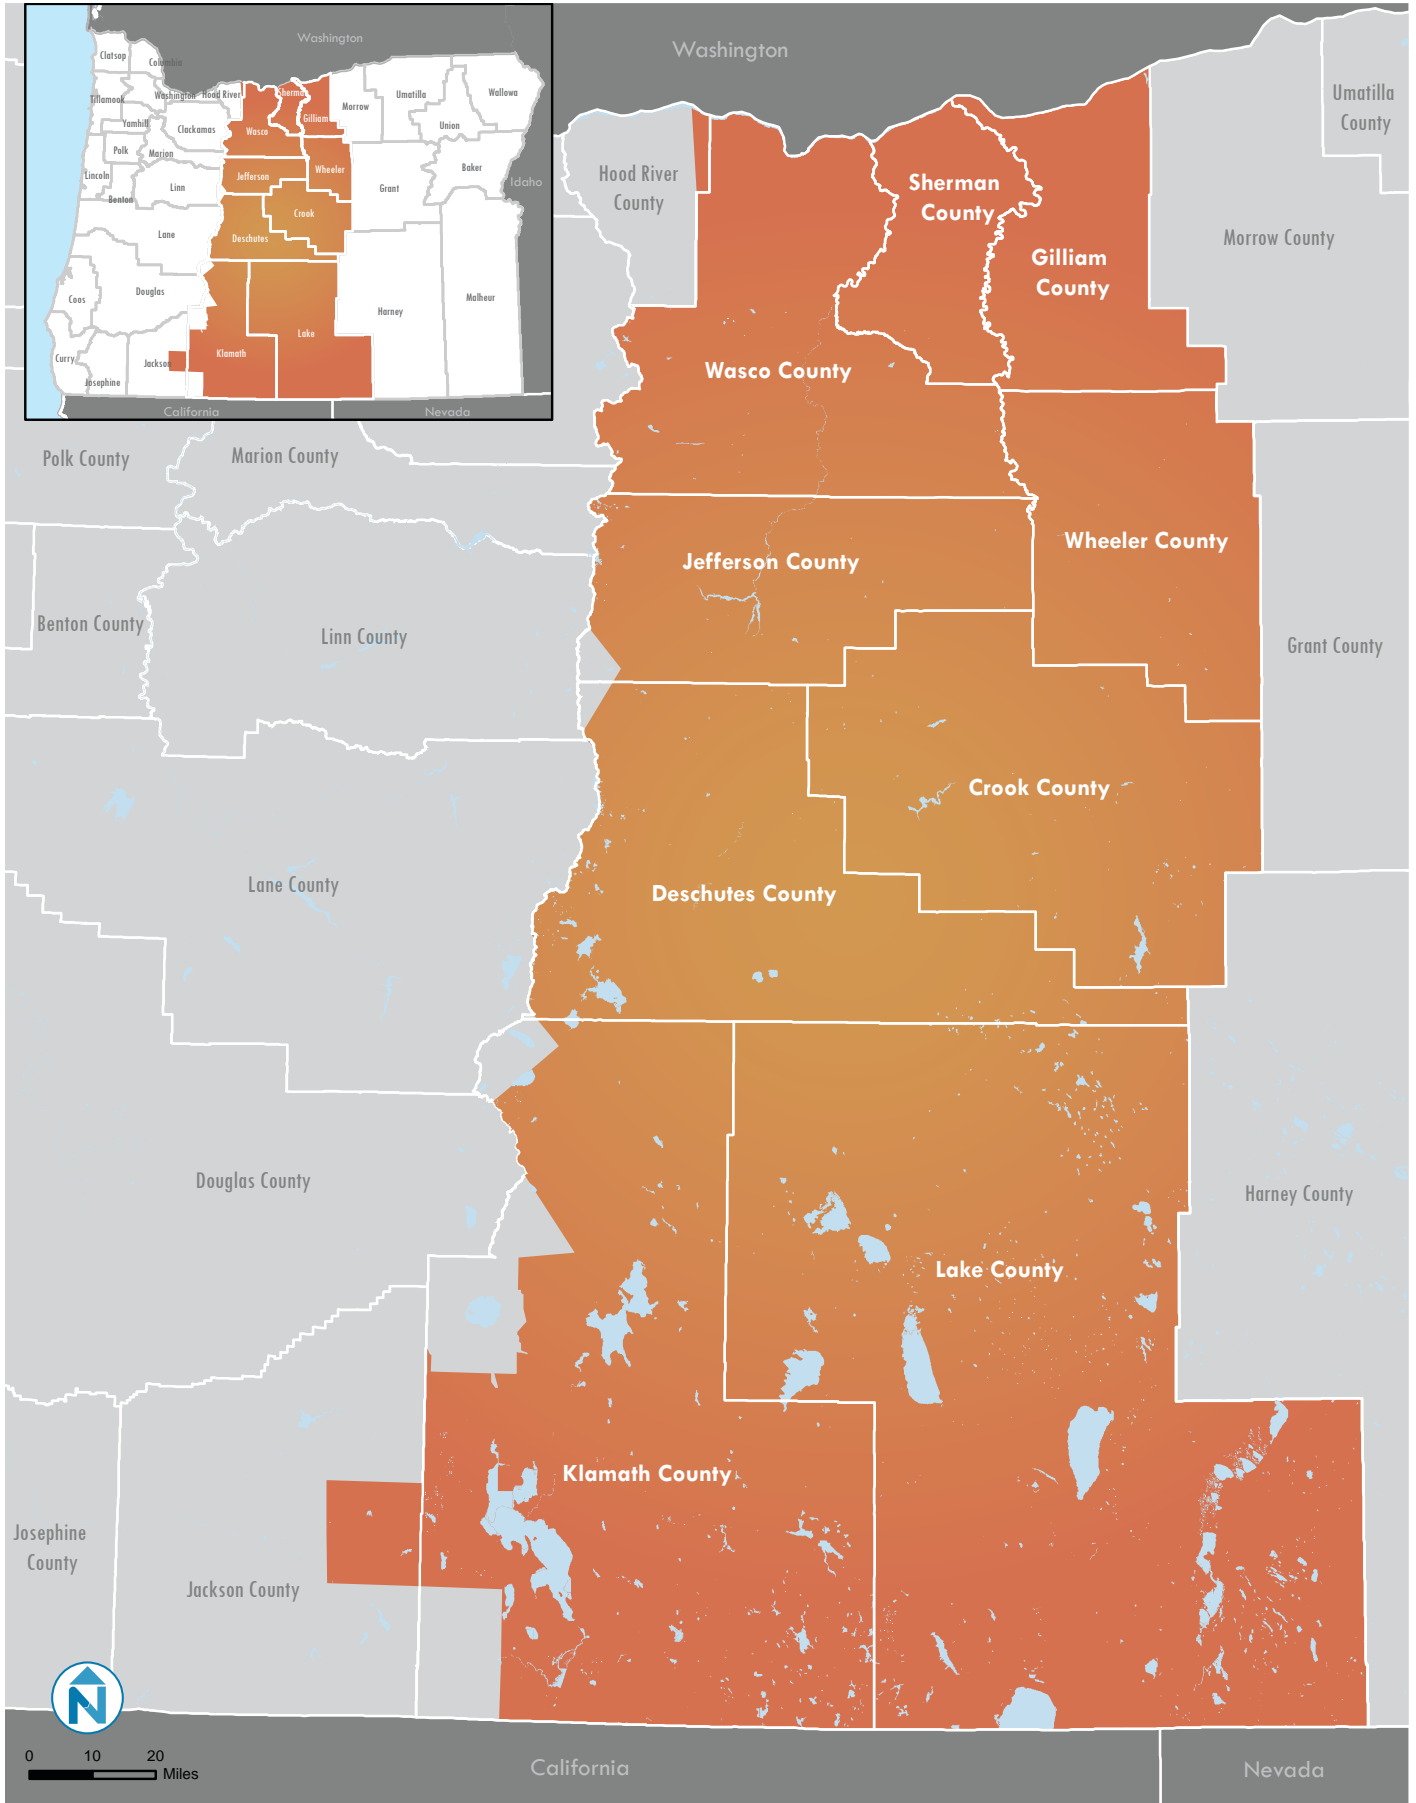 Washington
Clatsop
Columbia
Tillamook
Washington
Hood River
Sherman
Gilliam
Morrow
Umatilla
Wallowa
Union
Yamhill
Clackamas
Wasco
Polk
Marion
Baker
Lincoln
Jefferson
Wheeler
Idaho
Linn
Grant
Benton
Crook
Lane
Deschutes
Douglas
Coos
Malheur
Harney
Lake
Curry
Klamath
Jackson
Josephine
California
Nevada
Washington
Umatilla
County
Hood River
County
Sherman
County
Morrow County
Gilliam
County
Wasco County
Polk County
Marion County
Wheeler County
Jefferson County
Benton County
Linn County
Grant County
Crook County
Lane County
Deschutes County
Douglas County
Harney County
Lake County
Klamath County
Josephine
County
Jackson County
N
0 10 20
Miles
California
Nevada